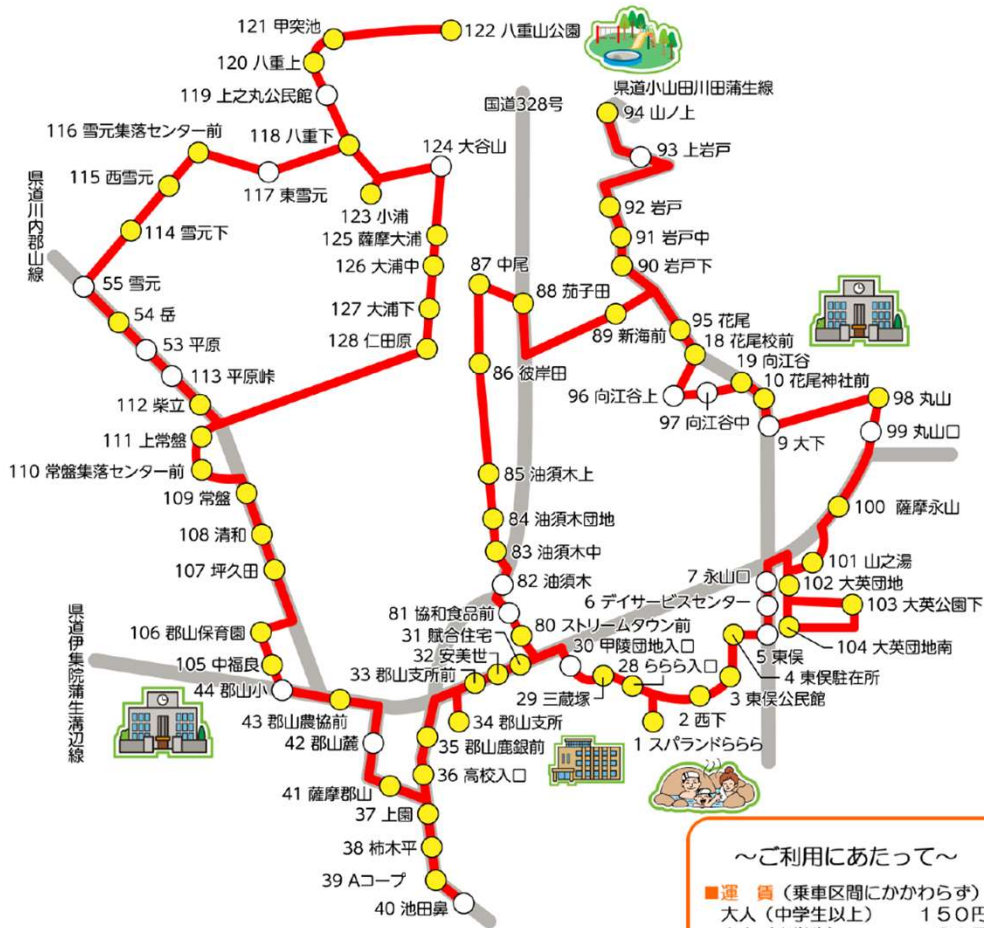 121 甲突池
122 八重山公園
120 八重上
県道小山田川田蒲生線
119 上之丸公民館
国道328号
94 山ノ上
116 雪元集落センター前
118 八重下
124 大谷山
93 上岩戸
115 西雪元
117 東雪元
県道川内郡山線
123 小浦
92 岩戸
114 雪元下
125 薩摩大浦
91 岩戸中
126 大浦中
87 中尾
90 岩戸下
55 雪元
88 茄子田
54 岳
127 大浦下
89 新海前
95 花尾
18 花尾校前
53 平原
128 仁田原
19 向江谷
113 平原峠
86 彼岸田
10 花尾神社前
112 柴立
96 向江谷上
97 向江谷中
98 丸山
9 大下
99 丸山口
111 上常盤
110 常盤集落センター前
85 油須木上
109 常盤
100 薩摩永山
84 油須木団地
108 清和
83 油須木中
101 山之湯
107 坪久田
82 油須木
7 永山口
102 大英団地
6 デイサービスセンター
103 大英公園下
県道伊集院蒲生溝辺線
81 協和食品前
80 ストリームタウン前
106 郡山保育園
31 賦合住宅
30 甲陵団地入口
104 大英団地南
32 安美世
28 ららら入口
5 東俣
105 中福良
33 郡山支所前
4 東俣駐在所
44 郡山小
29 三蔵塚
3 東俣公民館
43 郡山農協前
34 郡山支所
2 西下
42 郡山麓
35 郡山鹿銀前
1 スパランドららら
36 高校入口
41 薩摩郡山
37 上園
38 柿木平
39 Aコープ
40 池田鼻
～ご利用にあたって～
■運 賃（乗車区間にかかわらず）
大人（中学生以上） 150円